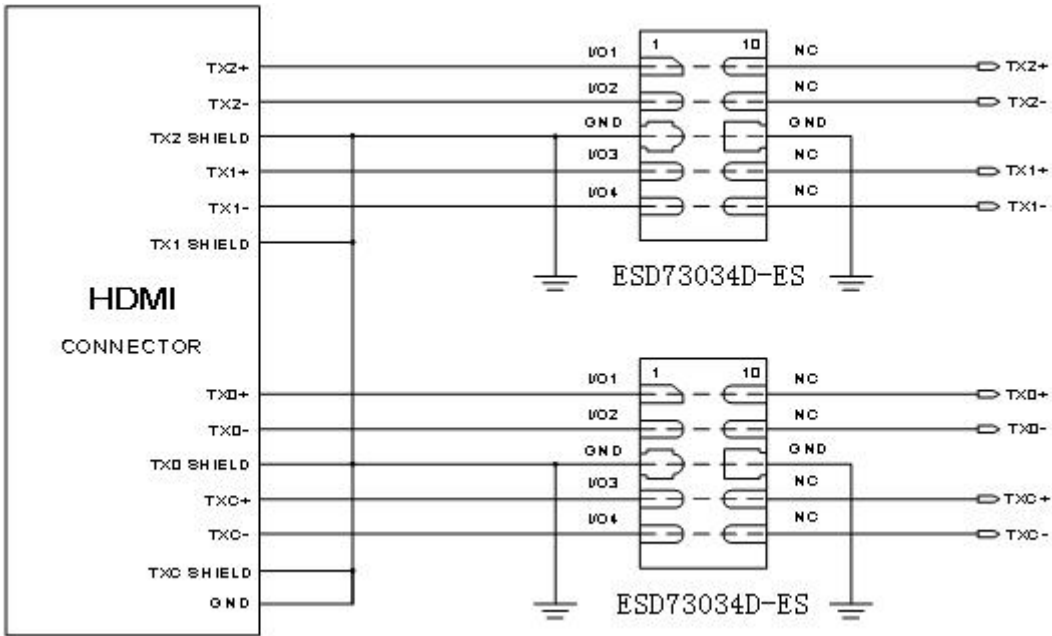 1 10
I/O1 NC
TX2+ TX2+
I/O2 NC
TX2- TX2-
GND GND
TX2 SHIELD
I/O3 NC
TX1+ TX1+
I/O4 NC
TX1- TX1-
TX1 SHIELD
ESD73034D-ES
HDMI
CONNECTOR
1 10
I/O1 NC
TX0+ TX0+
I/O2 NC
TX0- TX0-
GND GND
TX0 SHIELD
I/O3 NC
TXC+ TXC+
I/O4 NC
TXC- TXC-
TXC SHIELD
GND
ESD73034D-ES